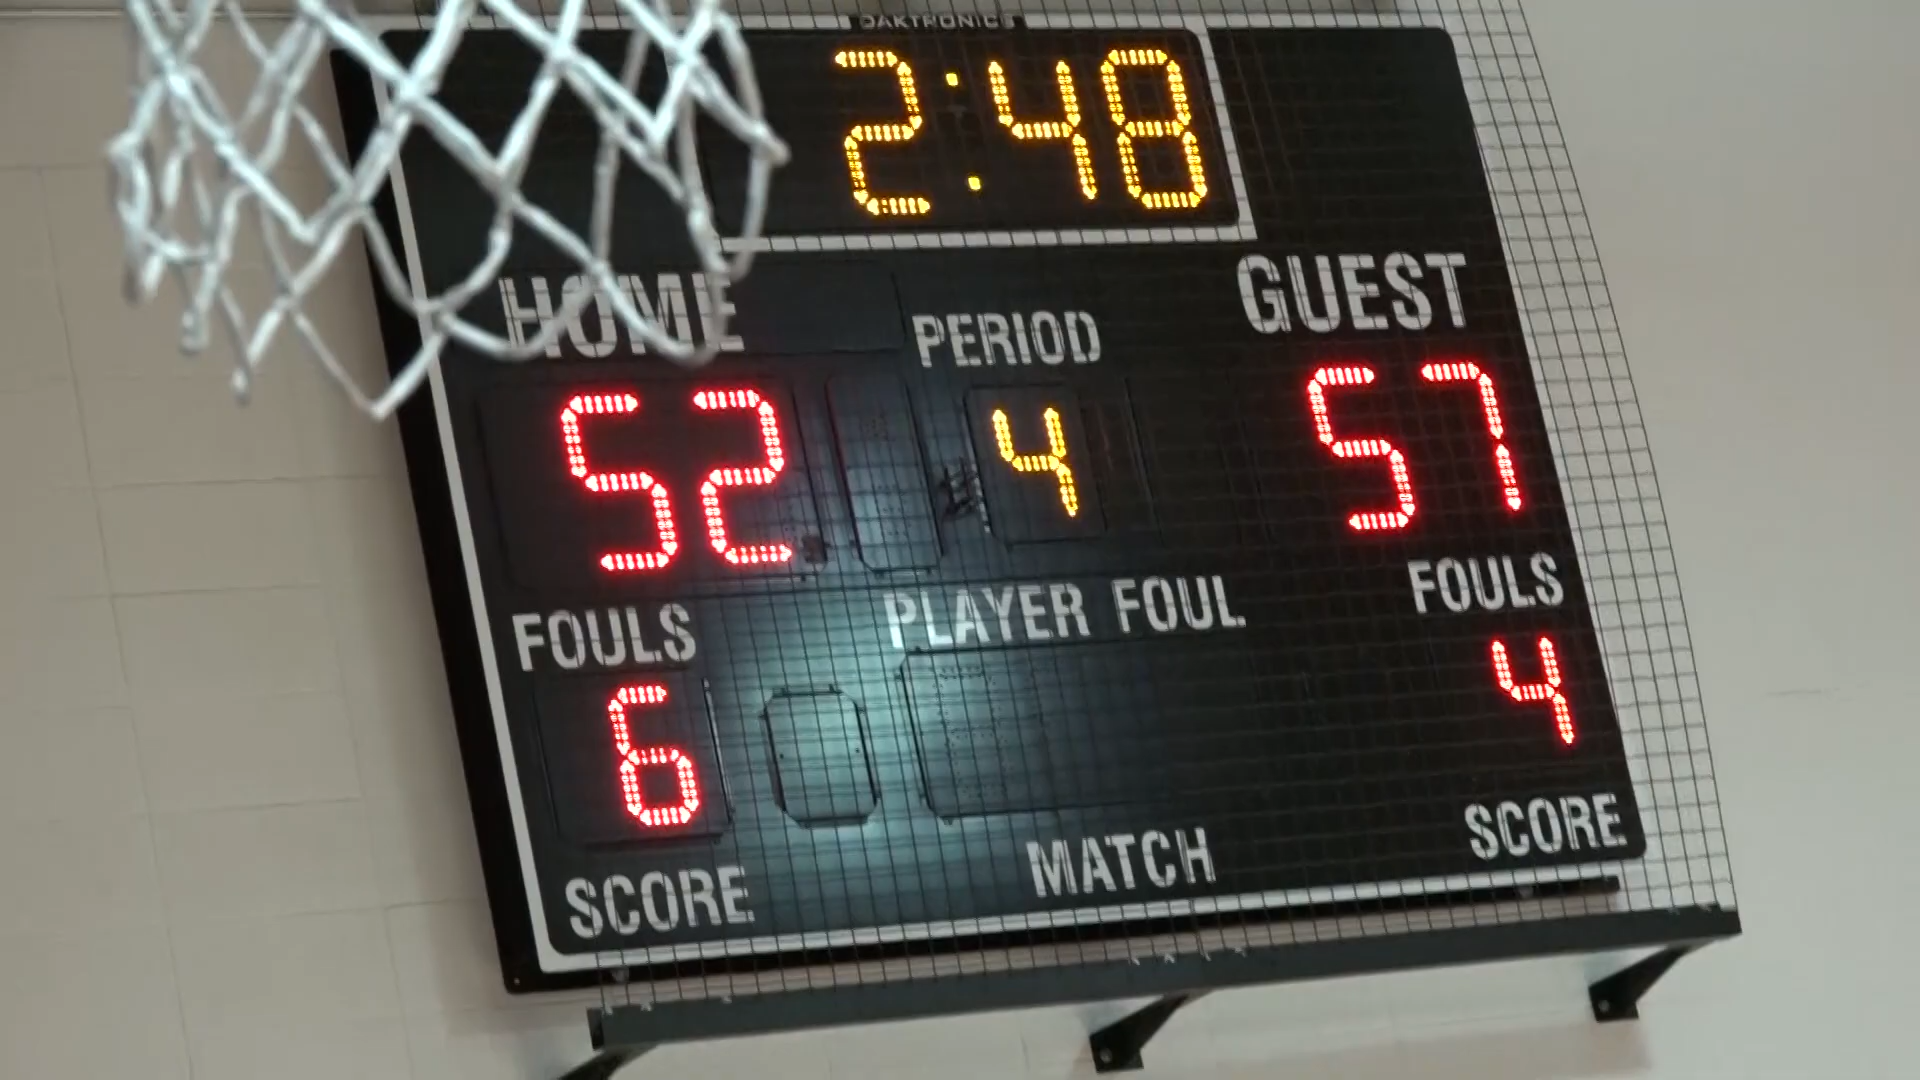 DAKTRONICS
2:48
HOME
PERIOD
GUEST
52
4
57
FOULS
PLAYER FOUL
FOULS
6
4
SCORE
MATCH
SCORE